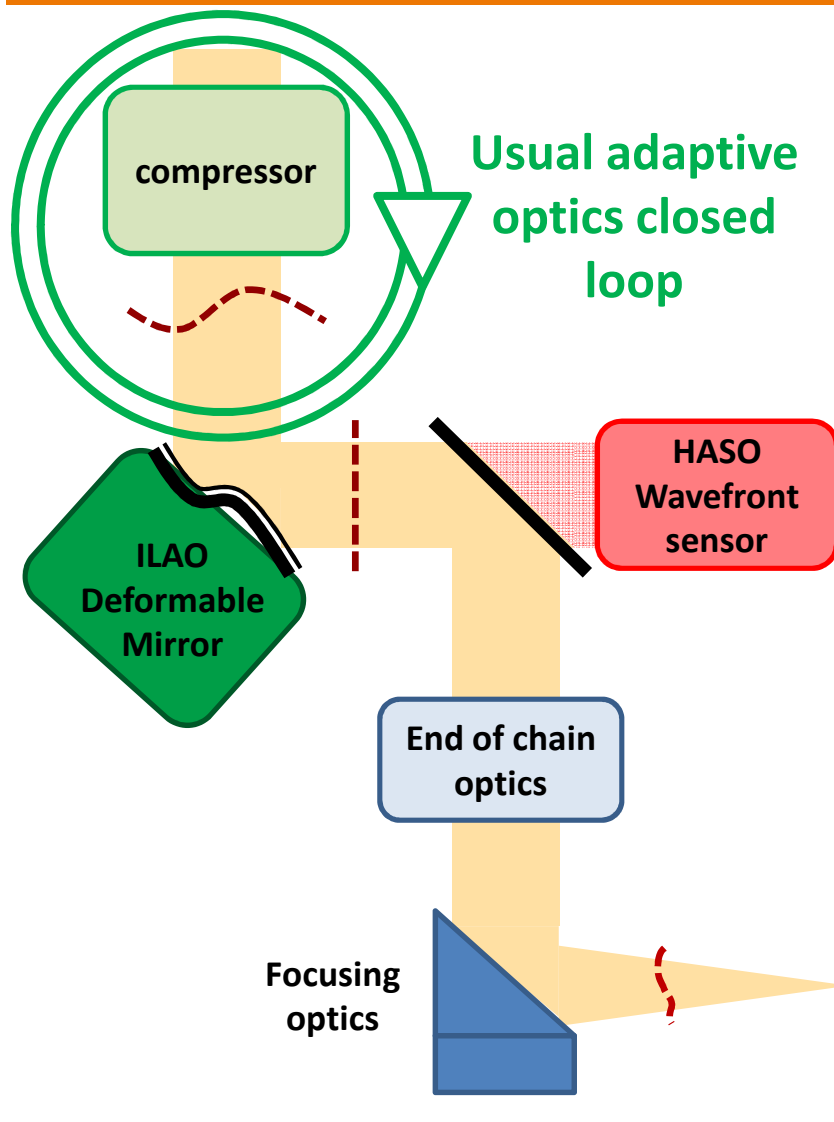 compressor
Usual adaptive
optics closed
loop
HASO
Wavefront
sensor
ILAO
Deformable
Mirror
End of chain
optics
Focusing
optics